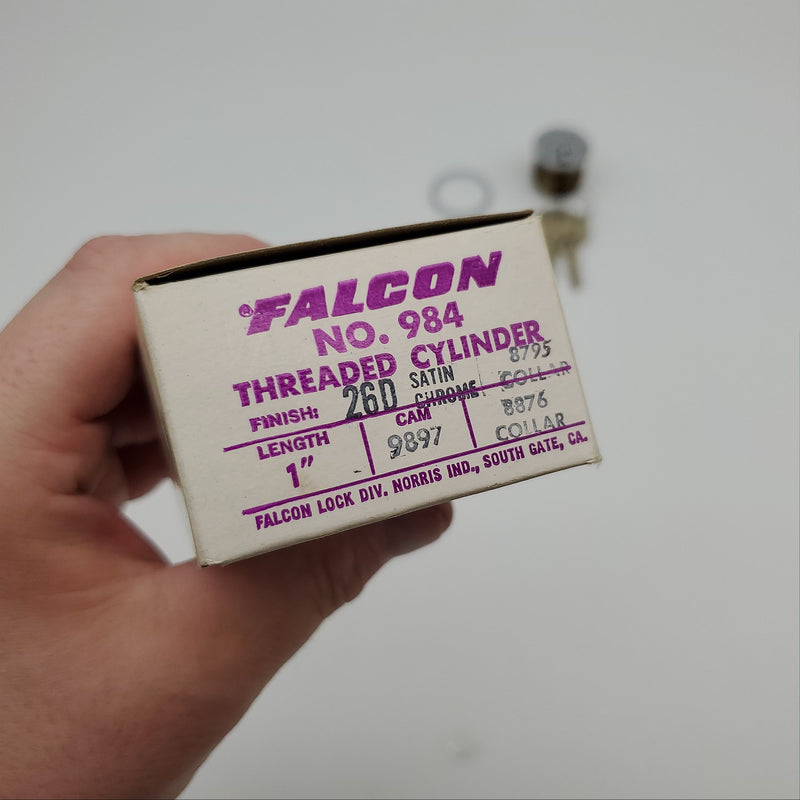 ®FALCON
NO. 984
THREADED CYLINDER
FINISH: 26D SATIN CHROME
8795 COLLAR
LENGTH 1"
CAM 9897
8876 COLLAR
FALCON LOCK DIV. NORRIS IND., SOUTH GATE, CA.